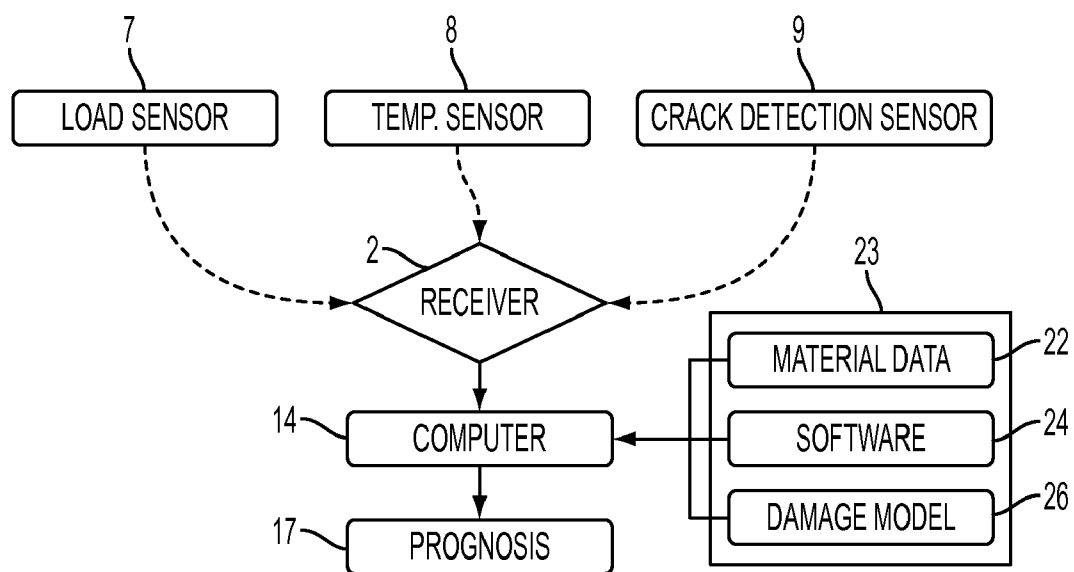 7
8
9
LOAD SENSOR
TEMP. SENSOR
CRACK DETECTION SENSOR
2
RECEIVER
23
MATERIAL DATA
22
14
COMPUTER
SOFTWARE
24
17
PROGNOSIS
DAMAGE MODEL
26